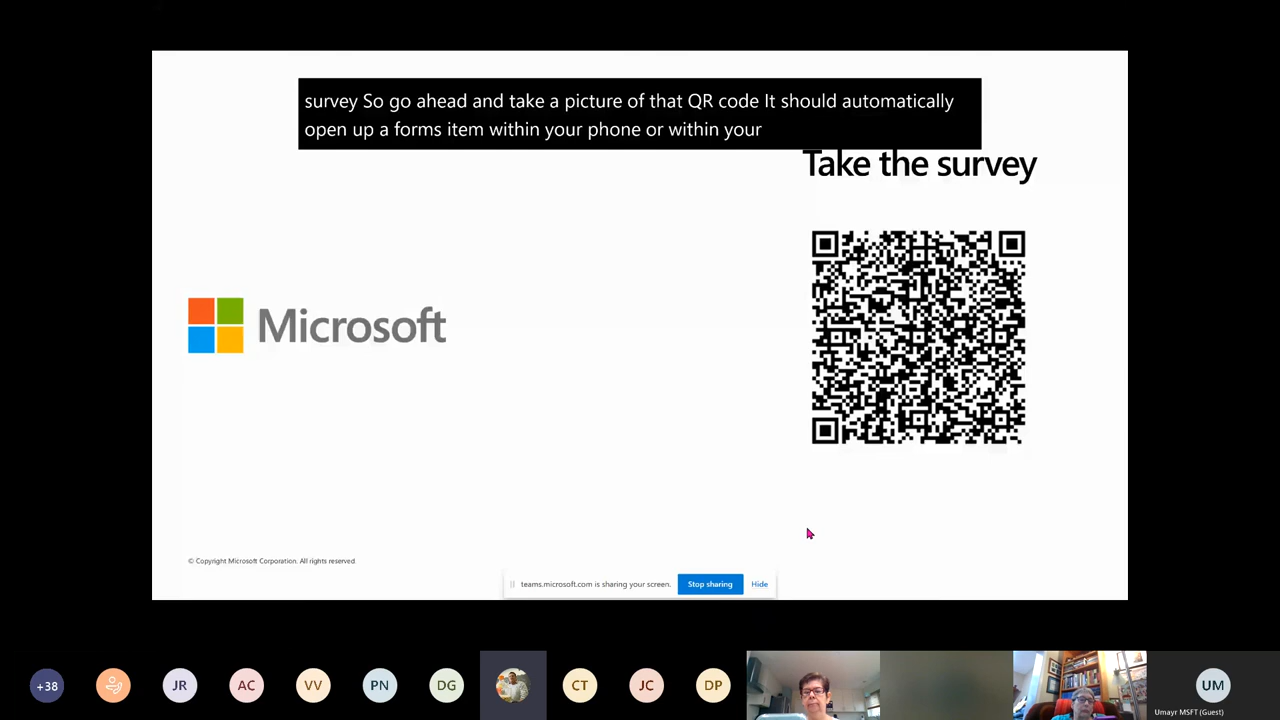 survey So go ahead and take a picture of that QR code It should automatically
open up a forms item within your phone or within your
Take the survey
Microsoft
© Copyright Microsoft Corporation. All rights reserved.
teams.microsoft.com is sharing your screen.
Stop sharing
Hide
+38
JR
AC
VV
PN
DG
CT
JC
DP
UM
Umayr MSFT (Guest)